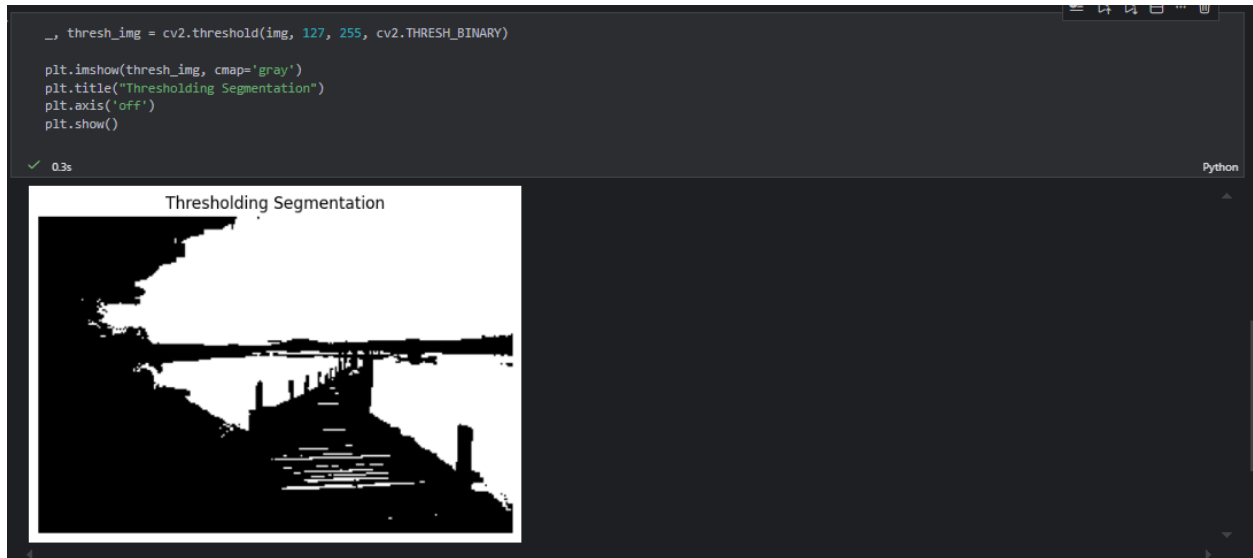 _, thresh_img = cv2.threshold(img, 127, 255, cv2.THRESH_BINARY)
plt.imshow(thresh_img, cmap='gray')
plt.title("Thresholding Segmentation")
plt.axis('off')
plt.show()
0.3s
Python
Thresholding Segmentation